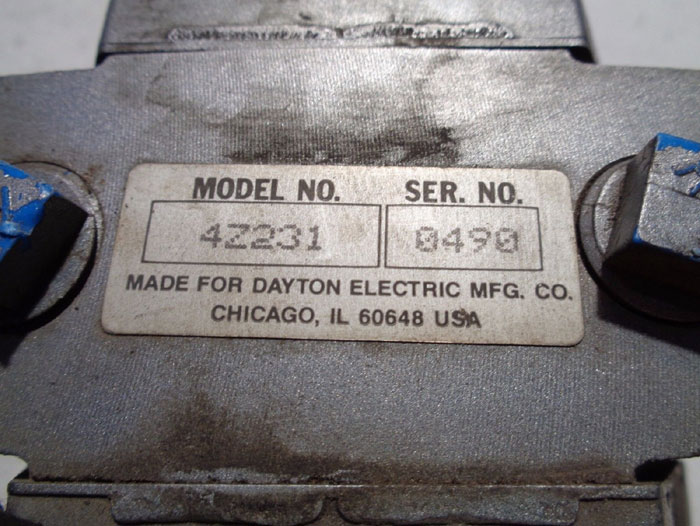 MODEL NO. SER. NO.
4Z231 0490
MADE FOR DAYTON ELECTRIC MFG. CO.
CHICAGO, IL 60648 USA